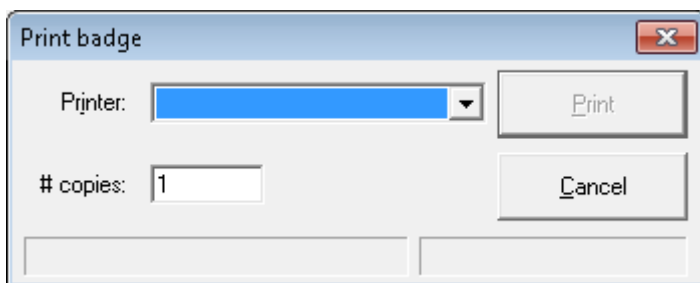 Print badge
Printer:
Print
# copies: 1
Cancel